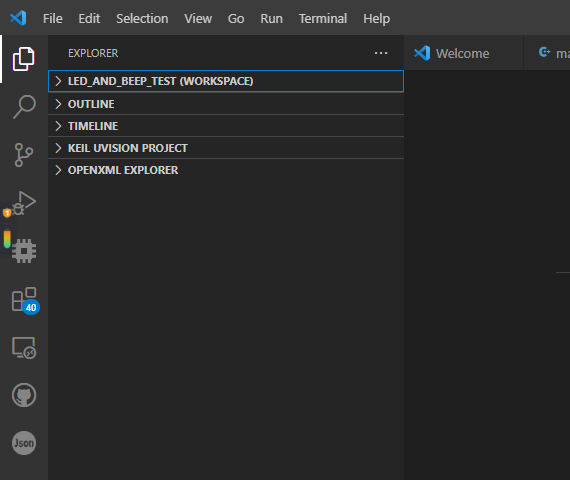 File Edit Selection View Go Run Terminal Help
EXPLORER ...
Welcome
LED_AND_BEEP_TEST (WORKSPACE)
OUTLINE
TIMELINE
KEIL UVISION PROJECT
OPENXML EXPLORER
40
Json